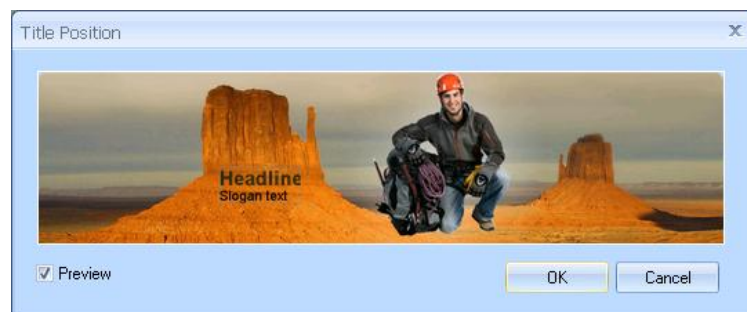 Title Position
Headline
Slogan text
Preview
OK
Cancel